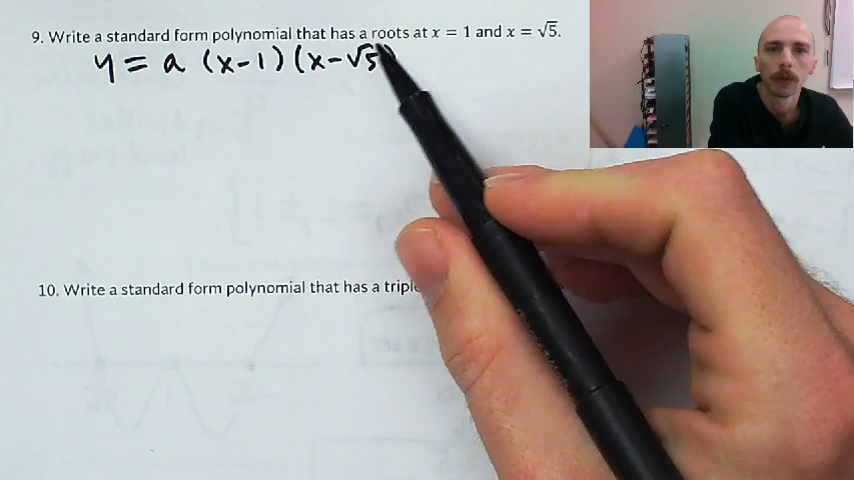 9. Write a standard form polynomial that has a roots at x = 1 and x = √5.
y = a (x-1)(x-√5)
10. Write a standard form polynomial that has a